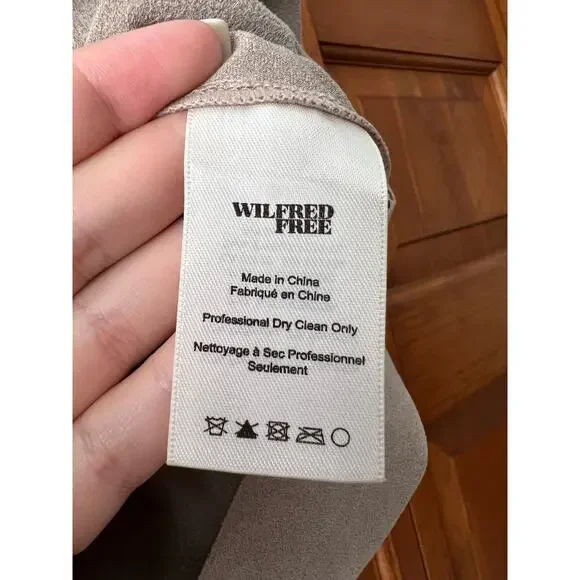 WILFRED
FREE
Made in China
Fabriqué en Chine
Professional Dry Clean Only
Nettoyage à Sec Professionnel
Seulement